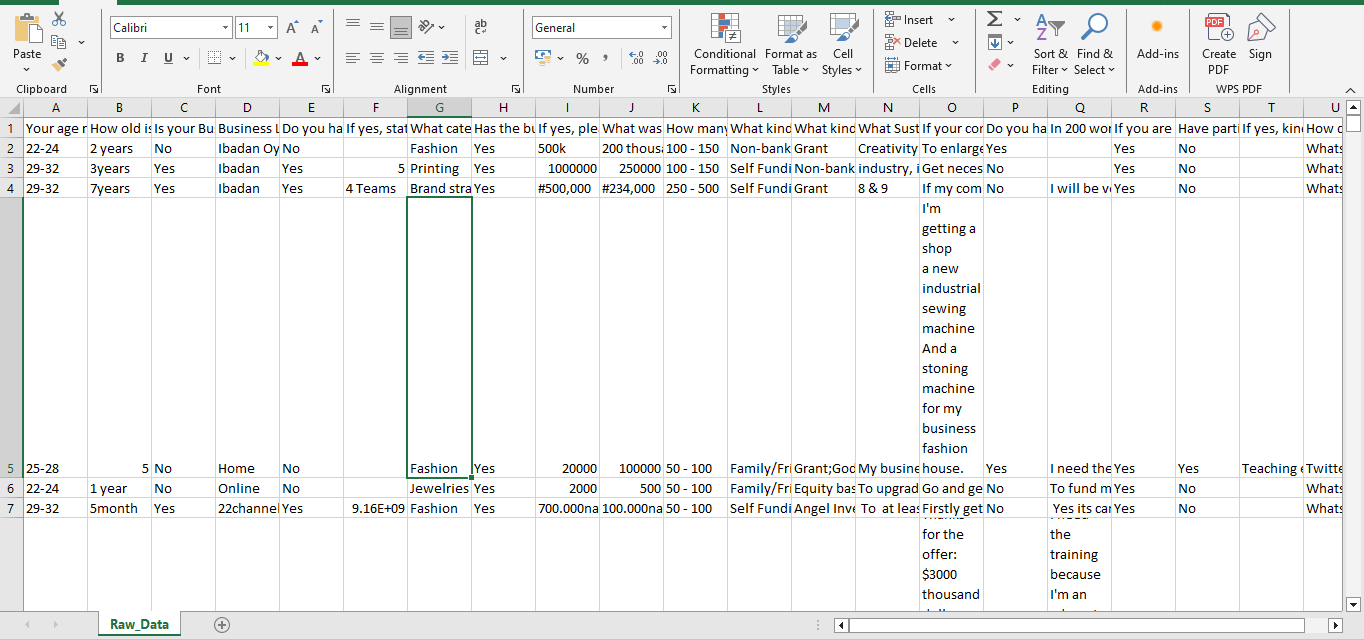 Calibri 11 A A ab General Insert
Paste B I U A % , .00 .00 Conditional Format as Cell Delete Sort & Find & Add-ins Create Sign
Formatting Table Styles Format Filter Select PDF
Clipboard Font Alignment Number Styles Cells Editing Add-ins WPS PDF
A B C D E F G H I J K L M N O P Q R S T U
1 Your age r How old is Is your Bu Business L Do you ha If yes, stat What cate Has the bu If yes, ple What was How many What kind What kind What Sust If your cor Do you ha In 200 wor If you are Have parti If yes, kin How c
2 22-24 2 years No Ibadan Oy No Fashion Yes 500k 200 thous 100 - 150 Non-bank Grant Creativity To enlarge Yes Yes No Whats
3 29-32 3years Yes Ibadan Yes 5 Printing Yes 1000000 250000 100 - 150 Self Fundi Non-bank industry, i Get neces No Yes No Whats
4 29-32 7years Yes Ibadan Yes 4 Teams Brand stra Yes #500,000 #234,000 250 - 500 Self Fundi Grant 8 & 9 If my com No I will be v Yes No Whats
I'm
getting a
shop
a new
industrial
sewing
machine
And a
stoning
machine
for my
business
fashion
5 25-28 5 No Home No Fashion Yes 20000 100000 50 - 100 Family/Fri Grant;God My busine house. Yes I need the Yes Yes Teaching Twitte
6 22-24 1 year No Online No Jewelries Yes 2000 500 50 - 100 Family/Fri Equity bas To upgrad Go and ge No To fund m Yes No Whats
7 29-32 5month Yes 22channel Yes 9.16E+09 Fashion Yes 700.000na 100.000na 50 - 100 Self Fundi Angel Inve To at leas Firstly get No Yes its car Yes No Whats
for the the
offer: training
$3000 because
thousand I'm an
Raw_Data